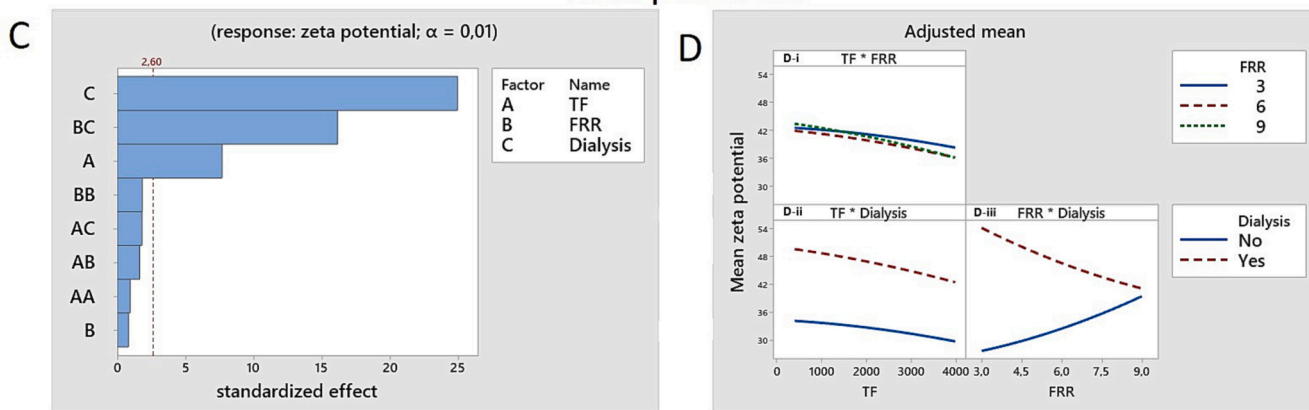 C
(response: zeta potential; α = 0,01)
2,60
C
BC
A
BB
AC
AB
AA
B
0 5 10 15 20 25
standardized effect
Factor Name
A TF
B FRR
C Dialysis
D
Adjusted mean
D-i TF * FRR
54
48
42
36
30
D-ii TF * Dialysis
D-iii FRR * Dialysis
54
48
42
36
30
Mean zeta potential
0 1000 2000 3000 4000
3,0 4,5 6,0 7,5 9,0
TF
FRR
FRR
3
6
9
Dialysis
No
Yes